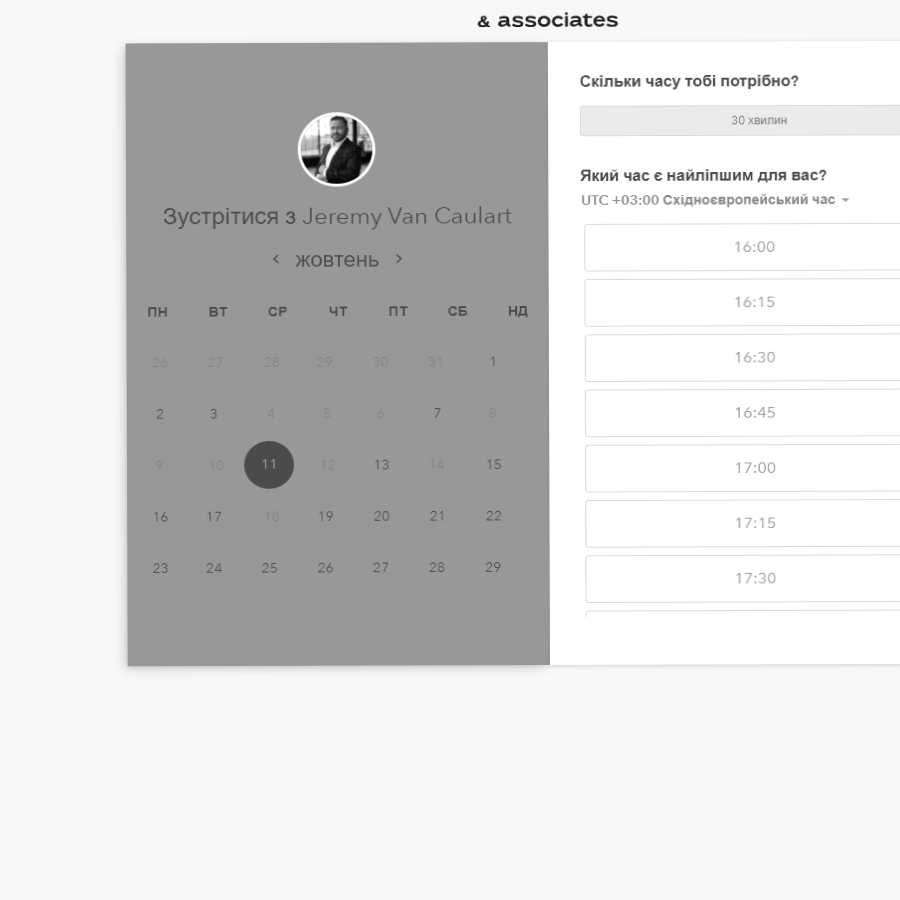 & associates
Зустрітися з Jeremy Van Caulart
жовтень
ПН ВТ СР ЧТ ПТ СБ НД
26 27 28 29 30 31 1
2 3 4 5 6 7 8
9 10 11 12 13 14 15
16 17 18 19 20 21 22
23 24 25 26 27 28 29
Скільки часу тобі потрібно?
30 хвилин
Який час є найліпшим для вас?
UTC +03:00 Східноєвропейський час
16:00
16:15
16:30
16:45
17:00
17:15
17:30